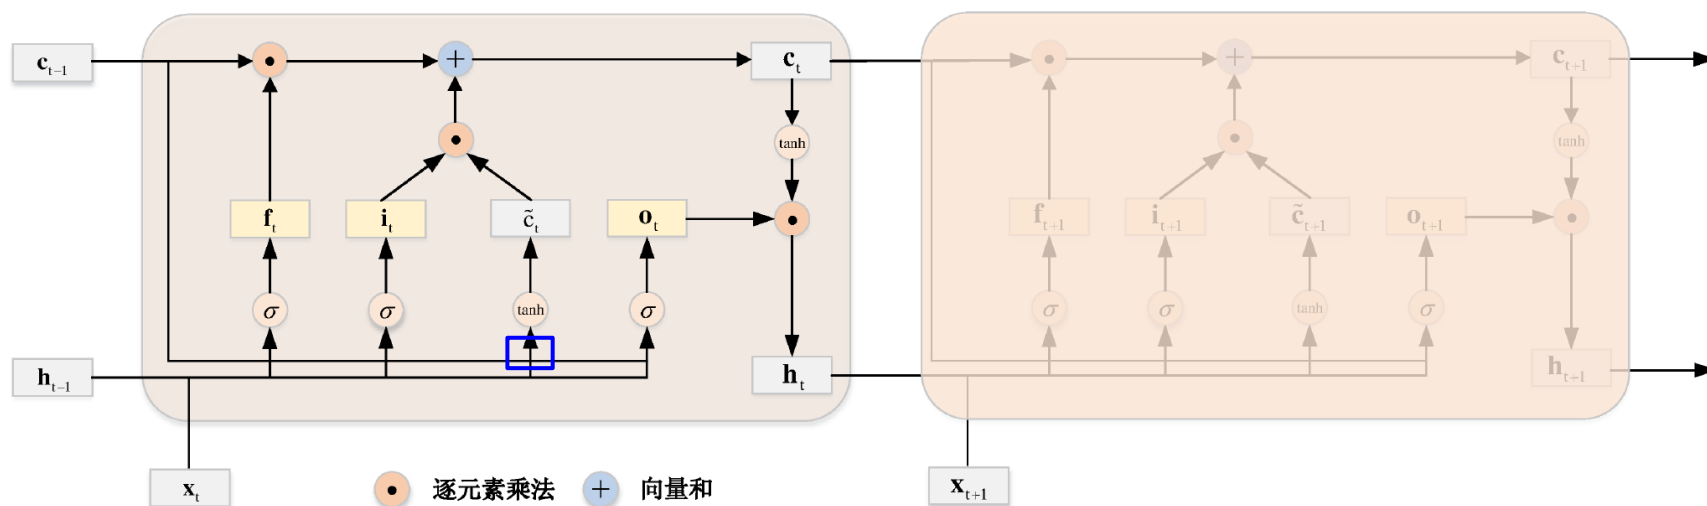 c_{t-1}
c_t
c_{t+1}
tanh
tanh
f_t
i_t
c̃_t
o_t
f_{t+1}
i_{t+1}
c̃_{t+1}
o_{t+1}
σ
σ
tanh
σ
σ
σ
tanh
σ
h_{t-1}
h_t
h_{t+1}
x_t
逐元素乘法
向量和
x_{t+1}